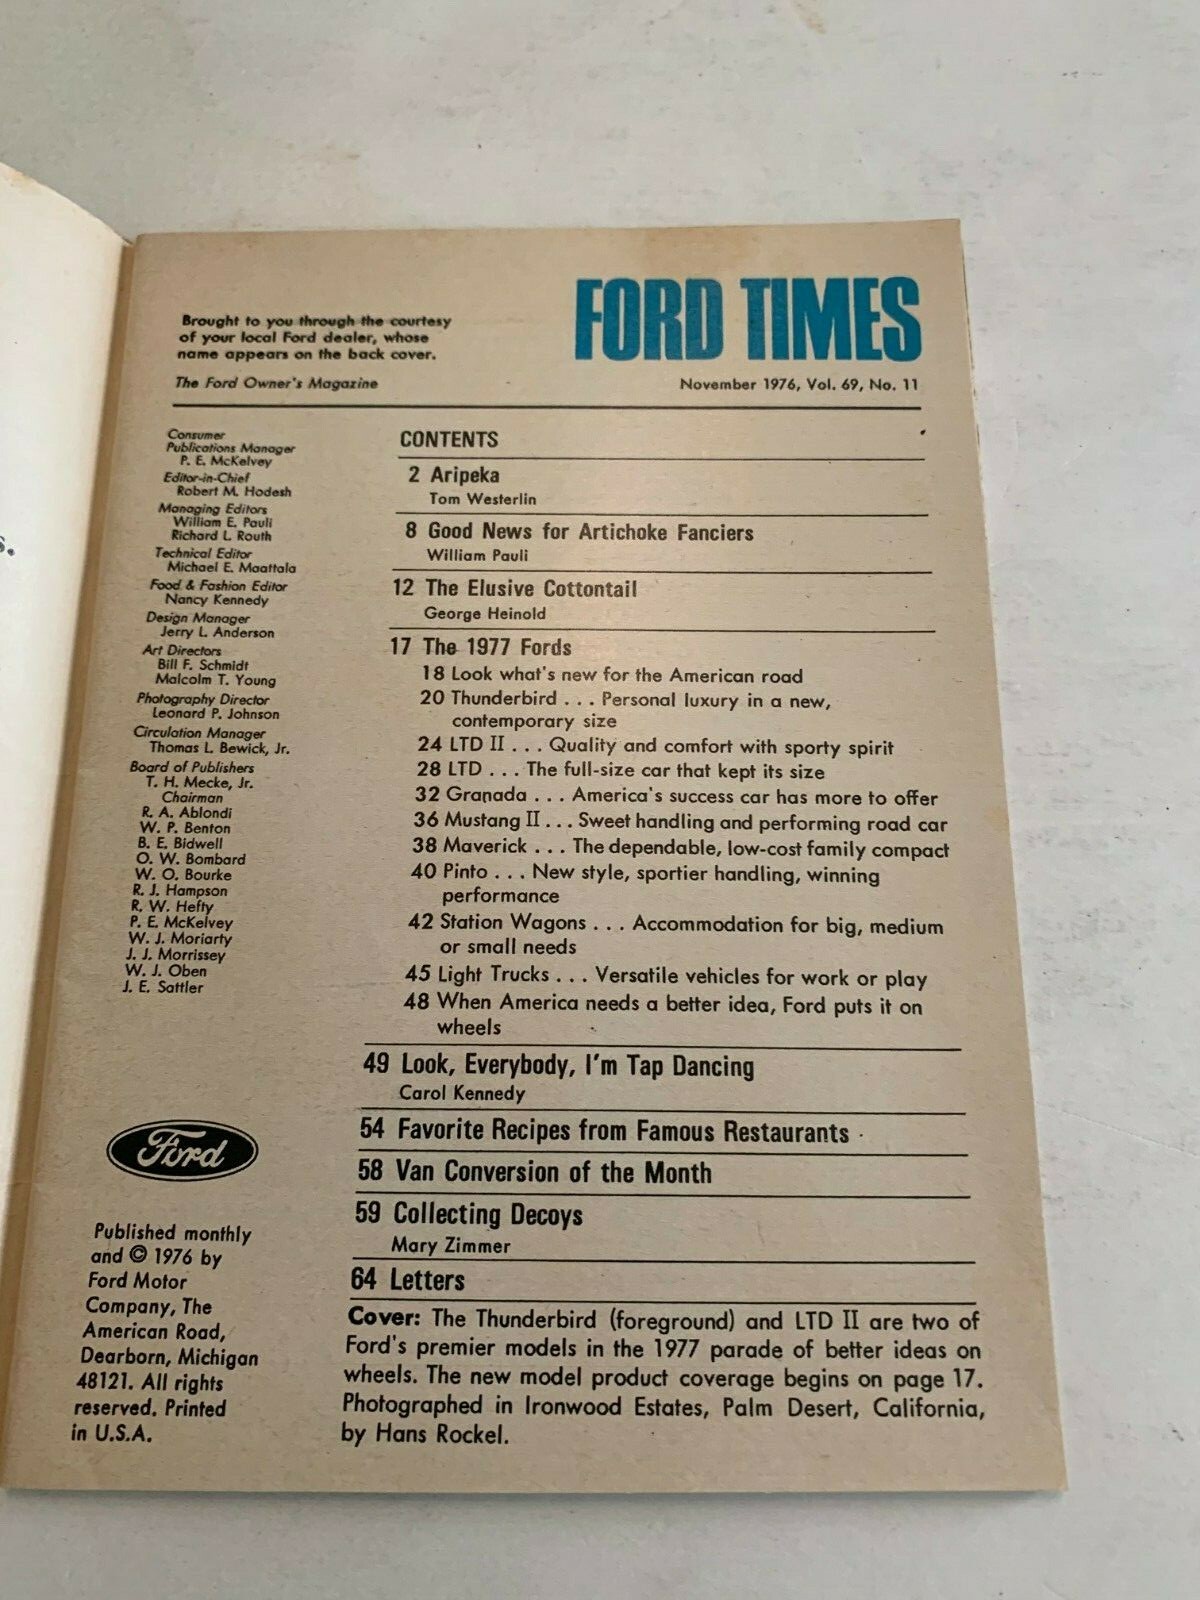 s.
Brought to you through the courtesy
of your local Ford dealer, whose
name appears on the back cover.
The Ford Owner's Magazine
FORD TIMES
November 1976, Vol. 69, No. 11
Consumer
Publications Manager
P. E. McKelvey
Editor-in-Chief
Robert M. Hodesh
Managing Editors
William E. Pauli
Richard L. Routh
Technical Editor
Michael E. Maattala
Food & Fashion Editor
Nancy Kennedy
Design Manager
Jerry L. Anderson
Art Directors
Bill F. Schmidt
Malcolm T. Young
Photography Director
Leonard P. Johnson
Circulation Manager
Thomas L. Bewick, Jr.
Board of Publishers
T. H. Mecke, Jr.
Chairman
R. A. Ablondi
W. P. Benton
B. E. Bidwell
O. W. Bombard
W. O. Bourke
R. J. Hampson
R. W. Hefty
P. E. McKelvey
W. J. Moriarty
J. J. Morrissey
W. J. Oben
J. E. Sattler
Ford
Published monthly
and © 1976 by
Ford Motor
Company, The
American Road,
Dearborn, Michigan
48121. All rights
reserved. Printed
in U.S.A.
CONTENTS
2 Aripeka
Tom Westerlin
8 Good News for Artichoke Fanciers
William Pauli
12 The Elusive Cottontail
George Heinold
17 The 1977 Fords
18 Look what's new for the American road
20 Thunderbird . . . Personal luxury in a new,
contemporary size
24 LTD II . . . Quality and comfort with sporty spirit
28 LTD . . . The full-size car that kept its size
32 Granada . . . America's success car has more to offer
36 Mustang II . . . Sweet handling and performing road car
38 Maverick . . . The dependable, low-cost family compact
40 Pinto . . . New style, sportier handling, winning
performance
42 Station Wagons . . . Accommodation for big, medium
or small needs
45 Light Trucks . . . Versatile vehicles for work or play
48 When America needs a better idea, Ford puts it on
wheels
49 Look, Everybody, I'm Tap Dancing
Carol Kennedy
54 Favorite Recipes from Famous Restaurants
58 Van Conversion of the Month
59 Collecting Decoys
Mary Zimmer
64 Letters
Cover: The Thunderbird (foreground) and LTD II are two of
Ford's premier models in the 1977 parade of better ideas on
wheels. The new model product coverage begins on page 17.
Photographed in Ironwood Estates, Palm Desert, California,
by Hans Rockel.